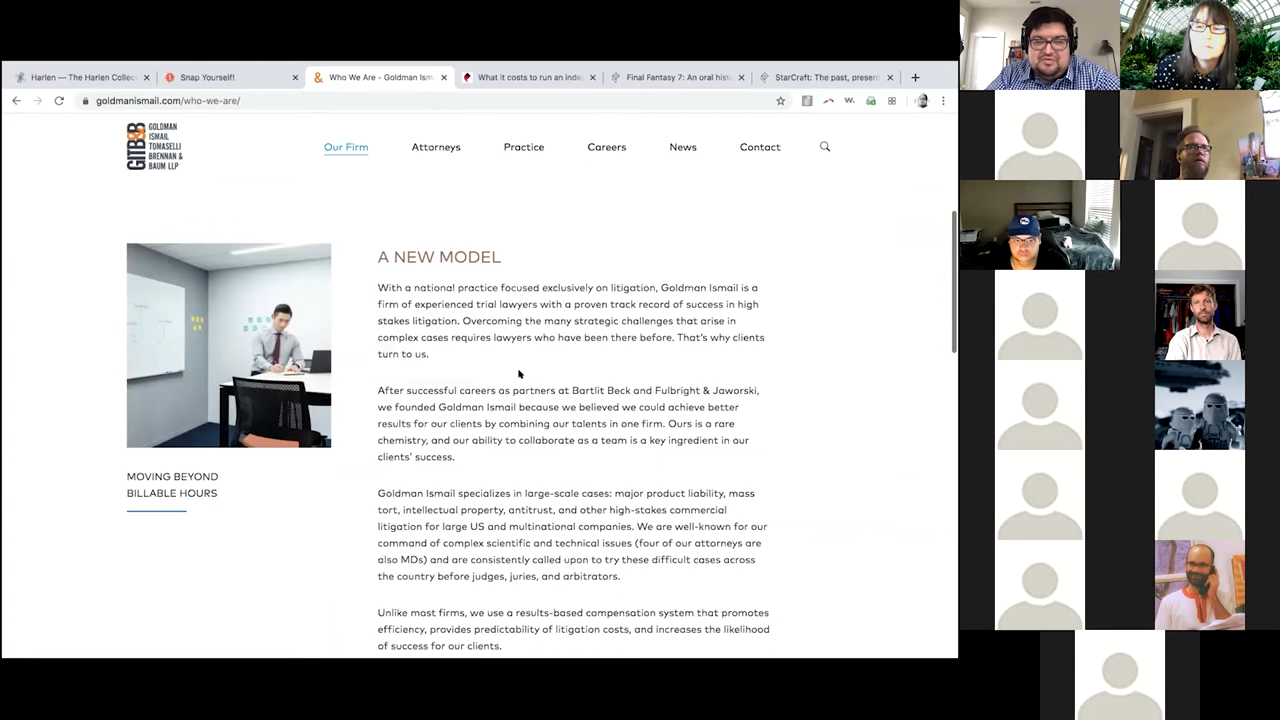 Harlen — The Harlen Collec
Snap Yourself!
Who We Are - Goldman Ism
What it costs to run an inde
Final Fantasy 7: An oral hist
StarCraft: The past, present
goldmanismail.com/who-we-are/
GITB&B
GOLDMAN
ISMAIL
TOMASELLI
BRENNAN &
BAUM LLP
Our Firm
Attorneys
Practice
Careers
News
Contact
A NEW MODEL
With a national practice focused exclusively on litigation, Goldman Ismail is a
firm of experienced trial lawyers with a proven track record of success in high
stakes litigation. Overcoming the many strategic challenges that arise in
complex cases requires lawyers who have been there before. That's why clients
turn to us.
After successful careers as partners at Bartlit Beck and Fulbright & Jaworski,
we founded Goldman Ismail because we believed we could achieve better
results for our clients by combining our talents in one firm. Ours is a rare
chemistry, and our ability to collaborate as a team is a key ingredient in our
clients' success.
MOVING BEYOND
BILLABLE HOURS
Goldman Ismail specializes in large-scale cases: major product liability, mass
tort, intellectual property, antitrust, and other high-stakes commercial
litigation for large US and multinational companies. We are well-known for our
command of complex scientific and technical issues (four of our attorneys are
also MDs) and are consistently called upon to try these difficult cases across
the country before judges, juries, and arbitrators.
Unlike most firms, we use a results-based compensation system that promotes
efficiency, provides predictability of litigation costs, and increases the likelihood
of success for our clients.